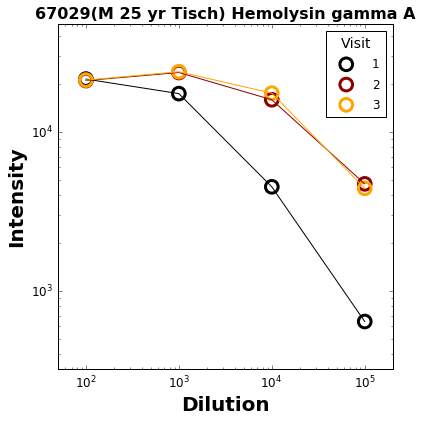 67029(M 25 yr Tisch) Hemolysin gamma A
Visit
1
2
3
10⁴
10³
Intensity
10² 10³ 10⁴ 10⁵
Dilution